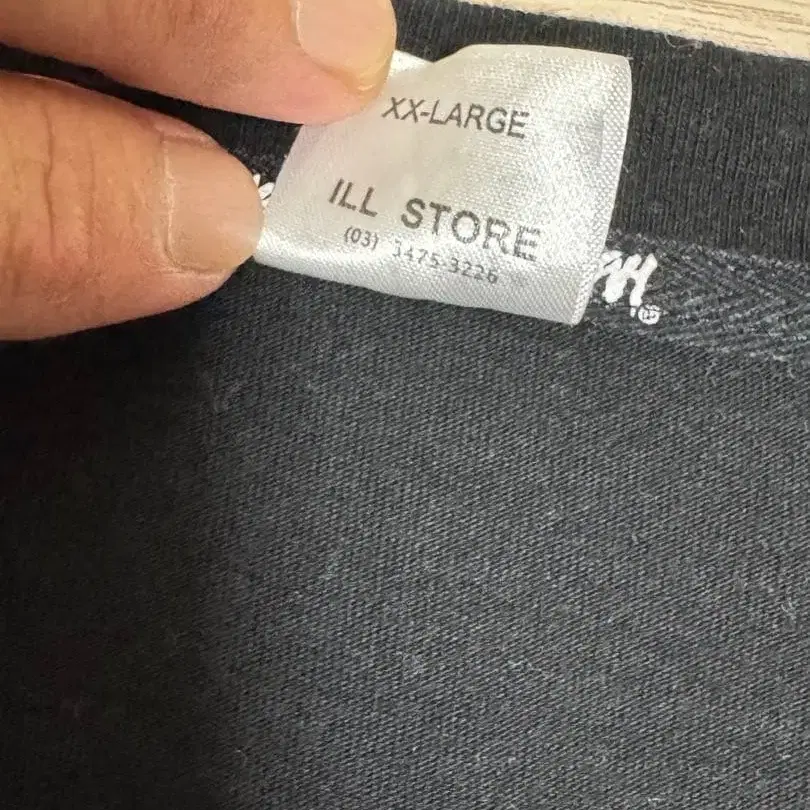 XX-LARGE
ILL STORE
(03) 3475-3226